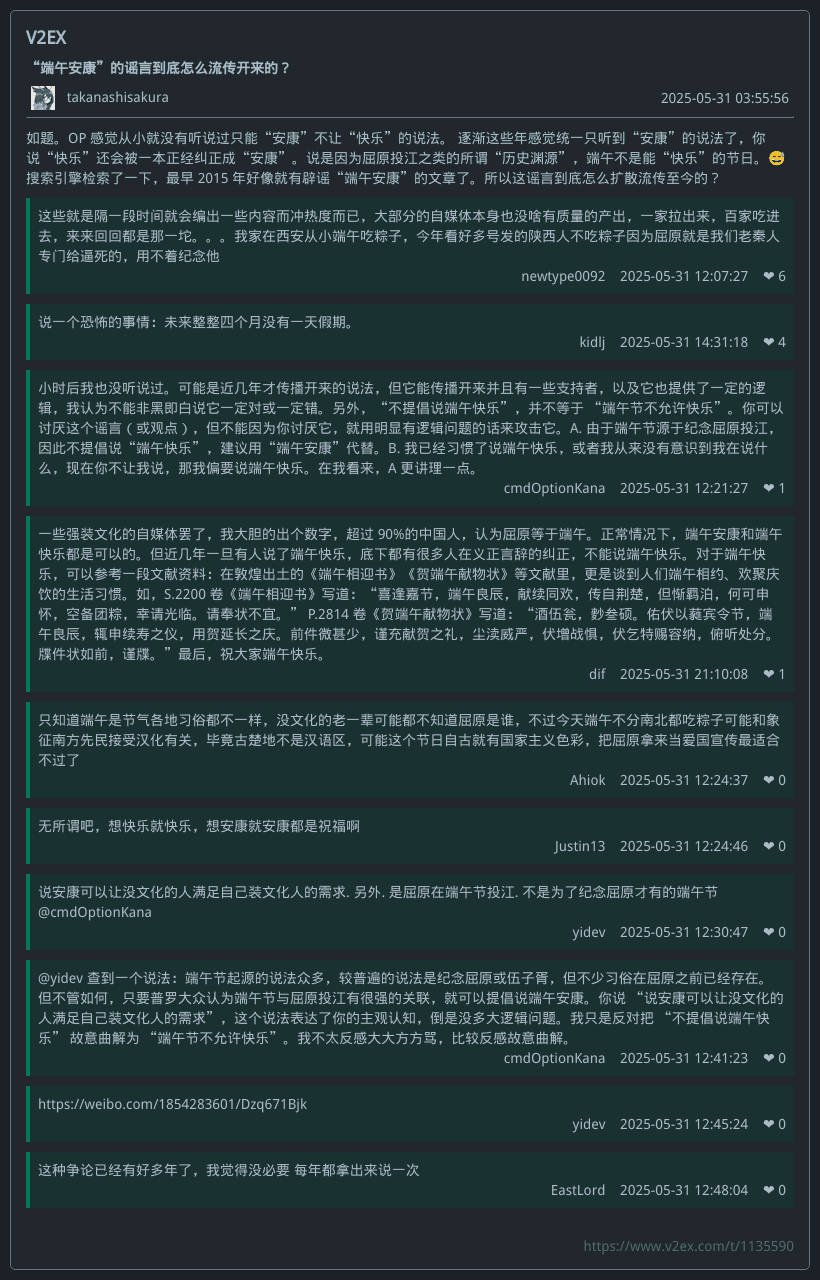 V2EX
“端午安康”的谣言到底怎么流传开来的？
takanashisakura 2025-05-31 03:55:56
如题。OP 感觉从小就没有听说过只能“安康”不让“快乐”的说法。 逐渐这些年感觉统一只听到“安康”的说法了，你
说“快乐”还会被一本正经纠正成“安康”。说是因为屈原投江之类的所谓“历史渊源”，端午不是能“快乐”的节日。😅
搜索引擎检索了一下，最早 2015 年好像就有辟谣“端午安康”的文章了。所以这谣言到底怎么扩散流传至今的？
这些就是隔一段时间就会编出一些内容而冲热度而已，大部分的自媒体本身也没啥有质量的产出，一家拉出来，百家吃进
去，来来回回都是那一坨。。。我家在西安从小端午吃粽子，今年看好多号发的陕西人不吃粽子因为屈原就是我们老秦人
专门给逼死的，用不着纪念他
newtype0092 2025-05-31 12:07:27 ❤ 6
说一个恐怖的事情：未来整整四个月没有一天假期。
kidlj 2025-05-31 14:31:18 ❤ 4
小时后我也没听说过。可能是近几年才传播开来的说法，但它能传播开来并且有一些支持者，以及它也提供了一定的逻
辑，我认为不能非黑即白说它一定对或一定错。另外，“不提倡说端午快乐”，并不等于 “端午节不允许快乐”。你可以
讨厌这个谣言（或观点），但不能因为你讨厌它，就用明显有逻辑问题的话来攻击它。A. 由于端午节源于纪念屈原投江，
因此不提倡说“端午快乐”，建议用“端午安康”代替。B. 我已经习惯了说端午快乐，或者我从来没有意识到我在说什
么，现在你不让我说，那我偏要说端午快乐。在我看来，A 更讲理一点。
cmdOptionKana 2025-05-31 12:21:27 ❤ 1
一些强装文化的自媒体罢了，我大胆的出个数字，超过 90%的中国人，认为屈原等于端午。正常情况下，端午安康和端午
快乐都是可以的。但近几年一旦有人说了端午快乐，底下都有很多人在义正言辞的纠正，不能说端午快乐。对于端午快
乐，可以参考一段文献资料：在敦煌出土的《端午相迎书》《贺端午献物状》等文献里，更是谈到人们端午相约、欢聚庆
饮的生活习惯。如，S.2200 卷《端午相迎书》写道：“喜逢嘉节，端午良辰，献续同欢，传自荆楚，但惭羁泊，何可申
怀，空备团粽，幸请光临。请奉状不宜。” P.2814 卷《贺端午献物状》写道：“酒伍瓮，麨叁硕。佑伏以蕤宾令节，端
午良辰，辄申续寿之仪，用贺延长之庆。前件微甚少，谨充献贺之礼，尘渎威严，伏增战惧，伏乞特赐容纳，俯听处分。
牒件状如前，谨牒。”最后，祝大家端午快乐。
dif 2025-05-31 21:10:08 ❤ 1
只知道端午是节气各地习俗都不一样，没文化的老一辈可能都不知道屈原是谁，不过今天端午不分南北都吃粽子可能和象
征南方先民接受汉化有关，毕竟古楚地不是汉语区，可能这个节日自古就有国家主义色彩，把屈原拿来当爱国宣传最适合
不过了
Ahiok 2025-05-31 12:24:37 ❤ 0
无所谓吧，想快乐就快乐，想安康就安康都是祝福啊
Justin13 2025-05-31 12:24:46 ❤ 0
说安康可以让没文化的人满足自己装文化人的需求. 另外. 是屈原在端午节投江. 不是为了纪念屈原才有的端午节
@cmdOptionKana
yidev 2025-05-31 12:30:47 ❤ 0
@yidev 查到一个说法：端午节起源的说法众多，较普遍的说法是纪念屈原或伍子胥，但不少习俗在屈原之前已经存在。
但不管如何，只要普罗大众认为端午节与屈原投江有很强的关联，就可以提倡说端午安康。你说 “说安康可以让没文化的
人满足自己装文化人的需求”，这个说法表达了你的主观认知，倒是没多大逻辑问题。我只是反对把 “不提倡说端午快
乐” 故意曲解为 “端午节不允许快乐”。我不太反感大大方方骂，比较反感故意曲解。
cmdOptionKana 2025-05-31 12:41:23 ❤ 0
https://weibo.com/1854283601/Dzq671Bjk
yidev 2025-05-31 12:45:24 ❤ 0
这种争论已经有好多年了，我觉得没必要 每年都拿出来说一次
EastLord 2025-05-31 12:48:04 ❤ 0
https://www.v2ex.com/t/1135590